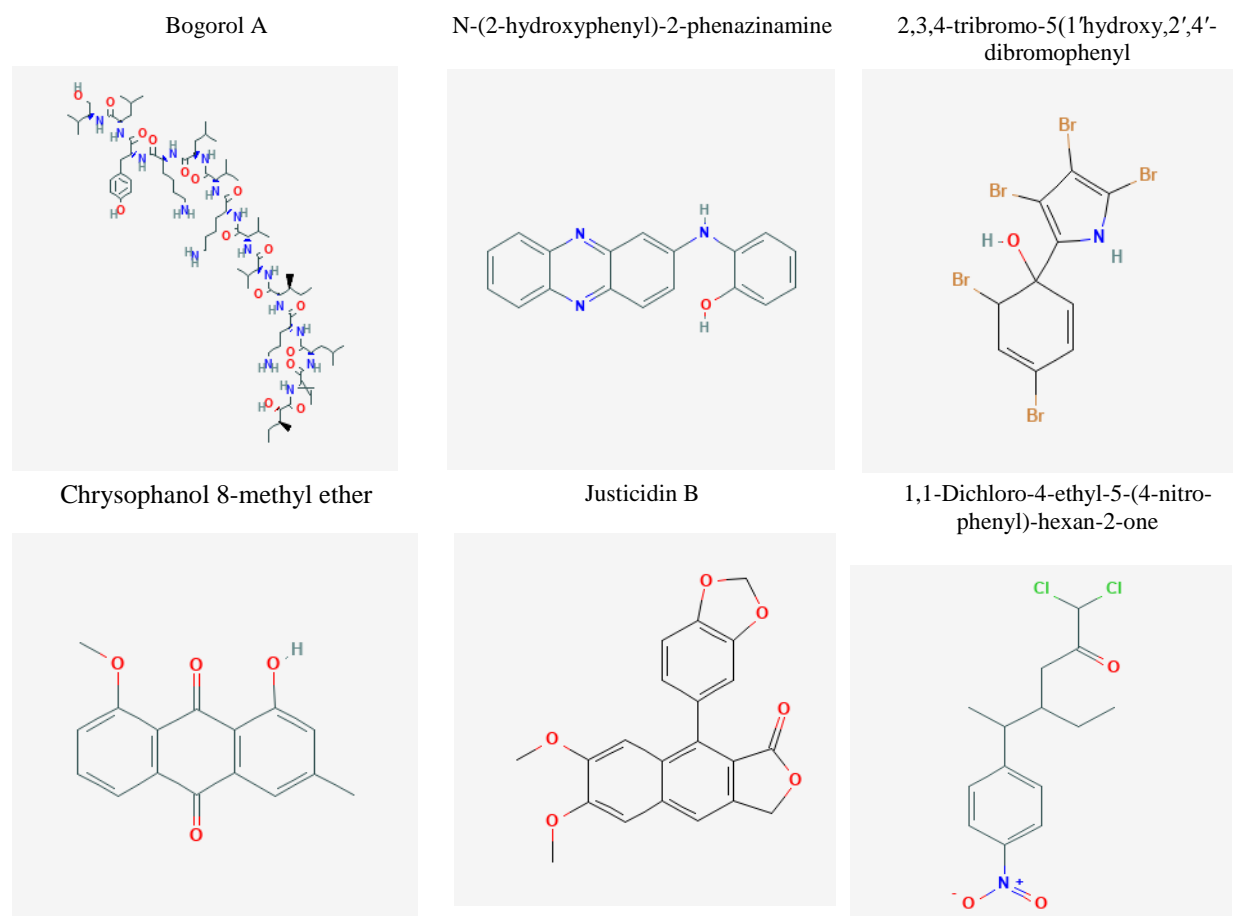 Bogorol A
N-(2-hydroxyphenyl)-2-phenazinamine
2,3,4-tribromo-5(1′hydroxy,2′,4′-
dibromophenyl
H
N
N
N
O
H
Br
Br
Br
Br
H-O
N
H
Br
Br
Chrysophanol 8-methyl ether
Justicidin B
1,1-Dichloro-4-ethyl-5-(4-nitro-
phenyl)-hexan-2-one
O
O
O
H
O
O
O
O
O
O
O
Cl
Cl
O
N +
- O
O